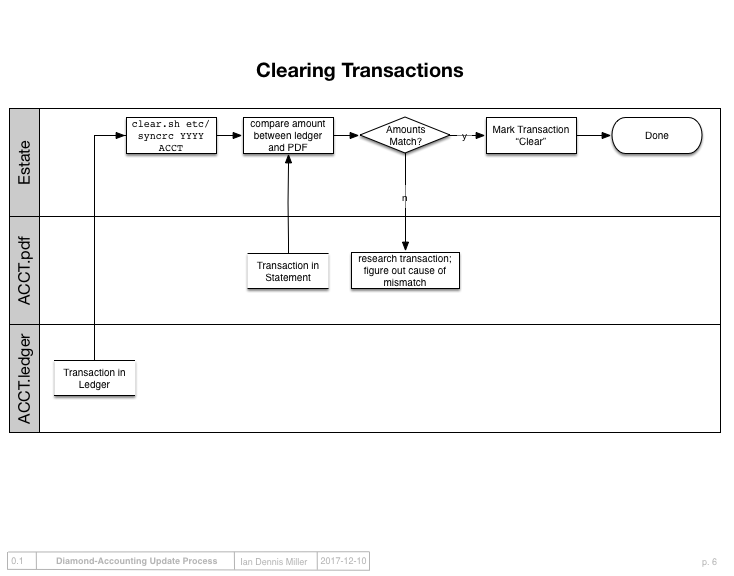 Clearing Transactions
Estate
clear.sh etc/
syncrc YYYY
ACCT
compare amount
between ledger
and PDF
Amounts
Match?
y
Mark Transaction
“Clear”
Done
n
ACCT.pdf
Transaction in
Statement
research transaction;
figure out cause of
mismatch
ACCT.ledger
Transaction in
Ledger
0.1
Diamond-Accounting Update Process
Ian Dennis Miller
2017-12-10
p. 6